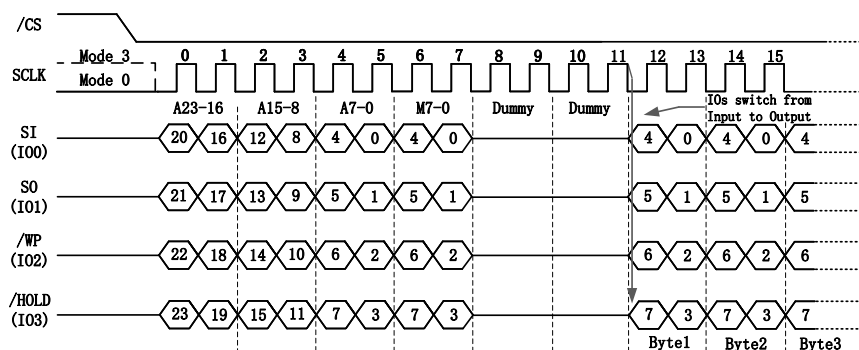 /CS
Mode 3 0 1 2 3 4 5 6 7 8 9 10 11 12 13 14 15
SCLK
Mode 0
A23-16 A15-8 A7-0 M7-0 Dummy Dummy
IOs switch from
Input to Output
SI
(IO0)
20 16 12 8 4 0 4 0 4 0 4 0 4
SO
(IO1)
21 17 13 9 5 1 5 1 5 1 5 1 5
/WP
(IO2)
22 18 14 10 6 2 6 2 6 2 6 2 6
/HOLD
(IO3)
23 19 15 11 7 3 7 3 7 3 7 3 7
Byte1 Byte2 Byte3